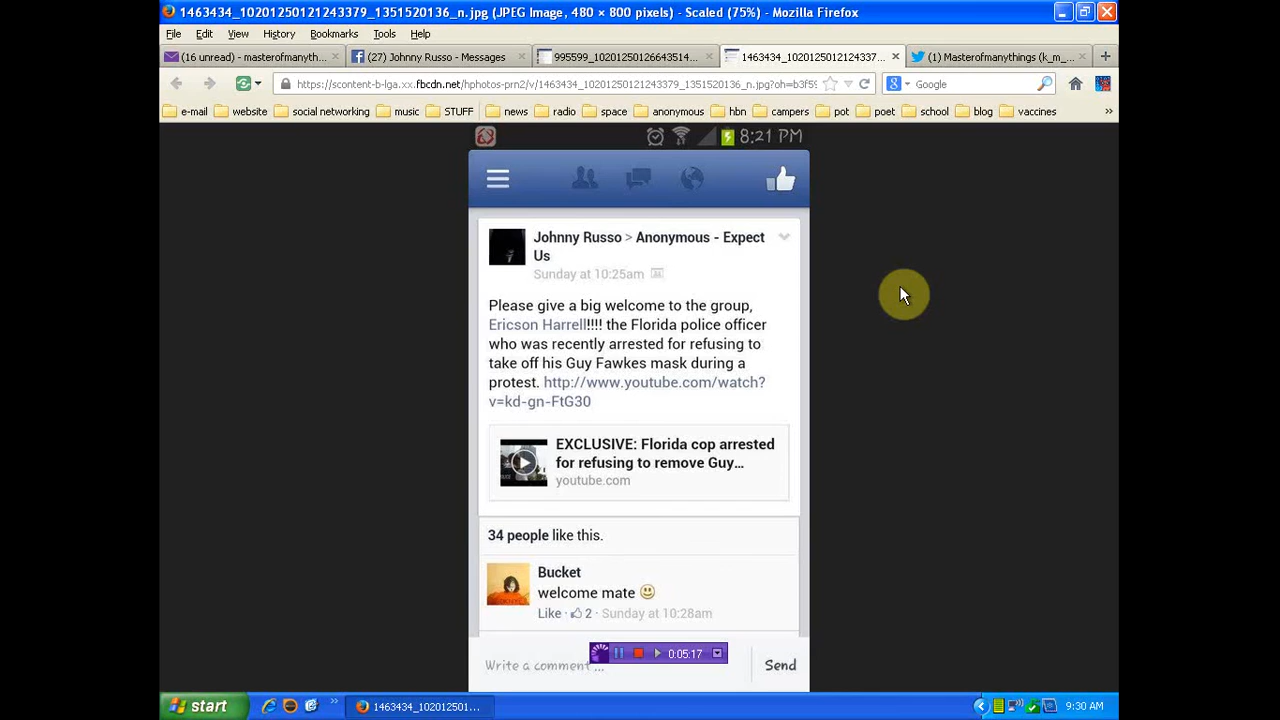 1463434_10201250121243379_1351520136_n.jpg (JPEG Image, 480 × 800 pixels) - Scaled (75%) - Mozilla Firefox
File Edit View History Bookmarks Tools Help
(16 unread) - masterofmanyth...
(27) Johnny Russo - Messages
995599_1020125012664351 4...
1463434_102012501212433 7...
(1) Masterofmanythings (k_m_...
https://scontent-b-lga.xx.fbcdn.net/hphotos-prn2/v/1463434_10201250121243379_1351520136_n.jpg?oh=b3f5
Google
e-mail website social networking music STUFF news radio space anonymous hbn campers pot poet school blog vaccines
8:21 PM
Johnny Russo > Anonymous - Expect
Us
Sunday at 10:25am
Please give a big welcome to the group,
Ericson Harrell!!!! the Florida police officer
who was recently arrested for refusing to
take off his Guy Fawkes mask during a
protest. http://www.youtube.com/watch?
v=kd-gn-FtG30
EXCLUSIVE: Florida cop arrested
for refusing to remove Guy...
youtube.com
34 people like this.
Bucket
welcome mate
Like · 2 · Sunday at 10:28am
0:05:17
Write a comment...
Send
start
1463434_102012501...
9:30 AM